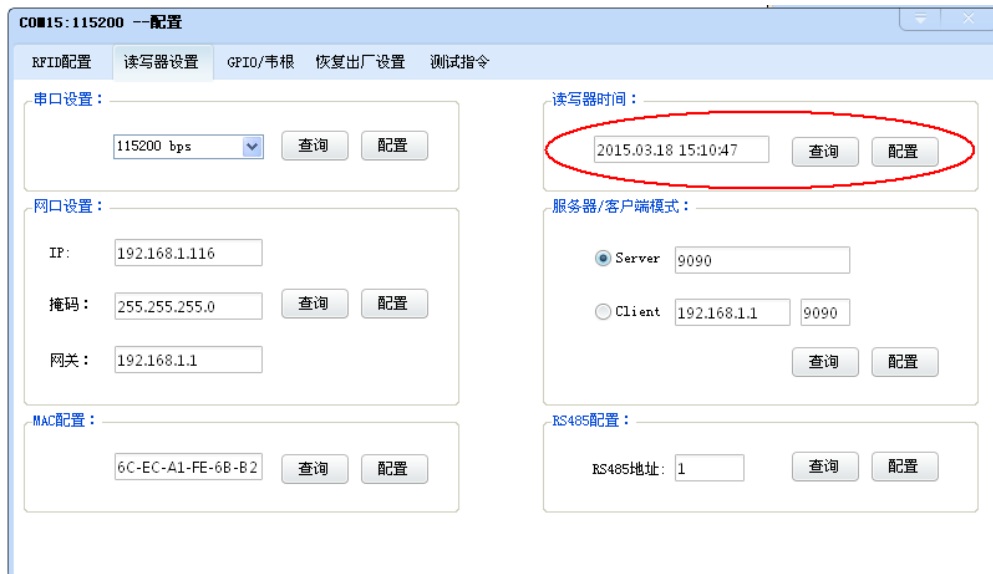 COM15:115200 --配置
RFID配置 读写器设置 GPIO/韦根 恢复出厂设置 测试指令
串口设置：
115200 bps 查询 配置
读写器时间：
2015.03.18 15:10:47 查询 配置
网口设置：
IP: 192.168.1.116
掩码： 255.255.255.0 查询 配置
网关： 192.168.1.1
服务器/客户端模式：
Server 9090
Client 192.168.1.1 9090
查询 配置
MAC配置：
6C-EC-A1-FE-6B-B2 查询 配置
RS485配置：
RS485地址: 1 查询 配置